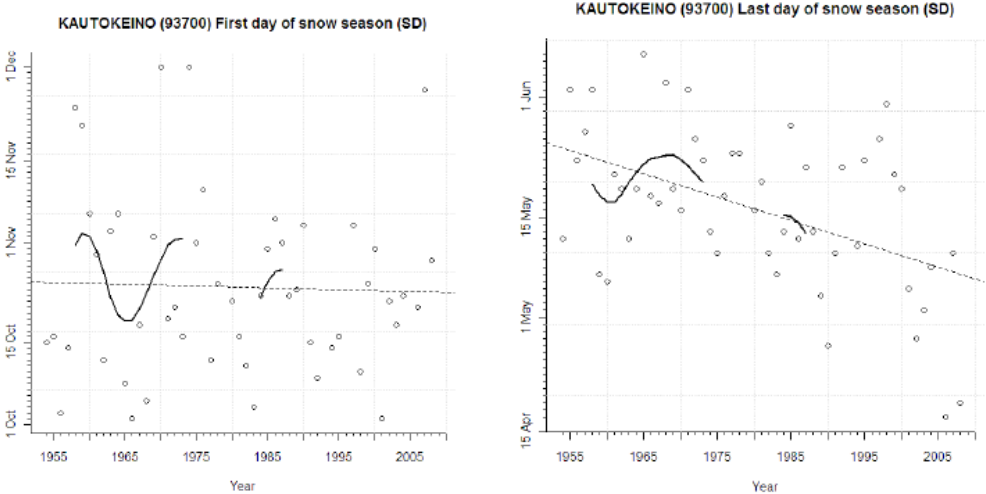 KAUTOKEINO (93700) First day of snow season (SD)
1 Dec
15 Nov
1 Nov
15 Oct
1 Oct
1955 1965 1975 1985 1995 2005
Year
KAUTOKEINO (93700) Last day of snow season (SD)
1 Jun
15 May
1 May
15 Apr
1955 1965 1975 1985 1995 2005
Year